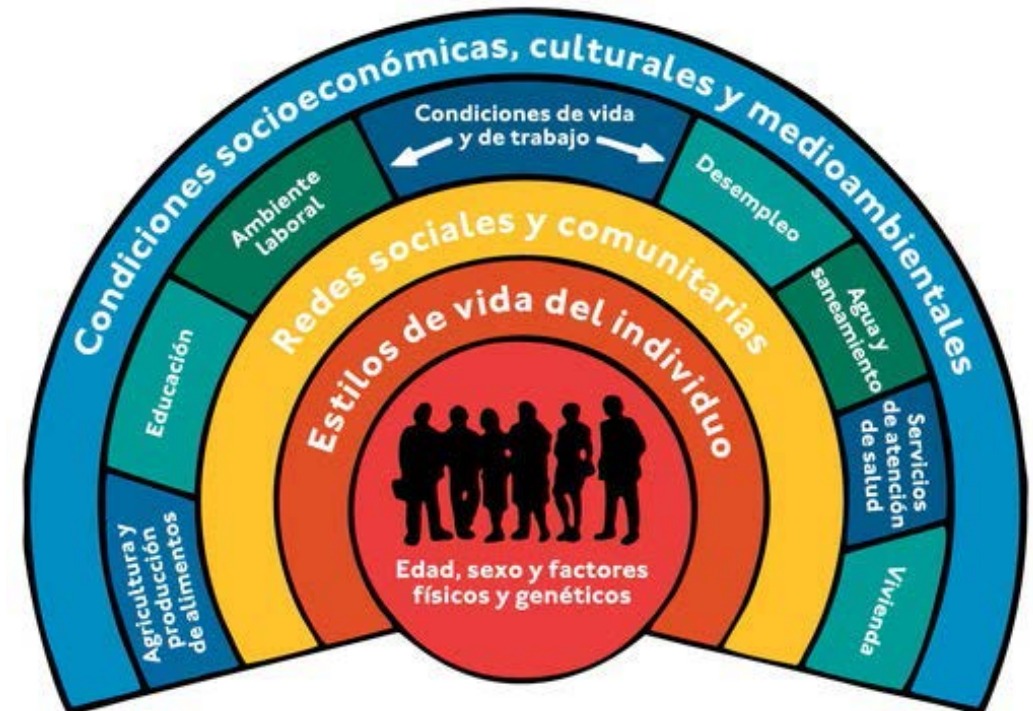 Condiciones socioeconómicas, culturales y medioambientales
Condiciones de vida
y de trabajo
Agricultura y
producción
de alimentos
Educación
Ambiente
laboral
Desempleo
Agua y
saneamiento
Servicios
de atención
de salud
Vivienda
Redes sociales y comunitarias
Estilos de vida del individuo
Edad, sexo y factores
físicos y genéticos